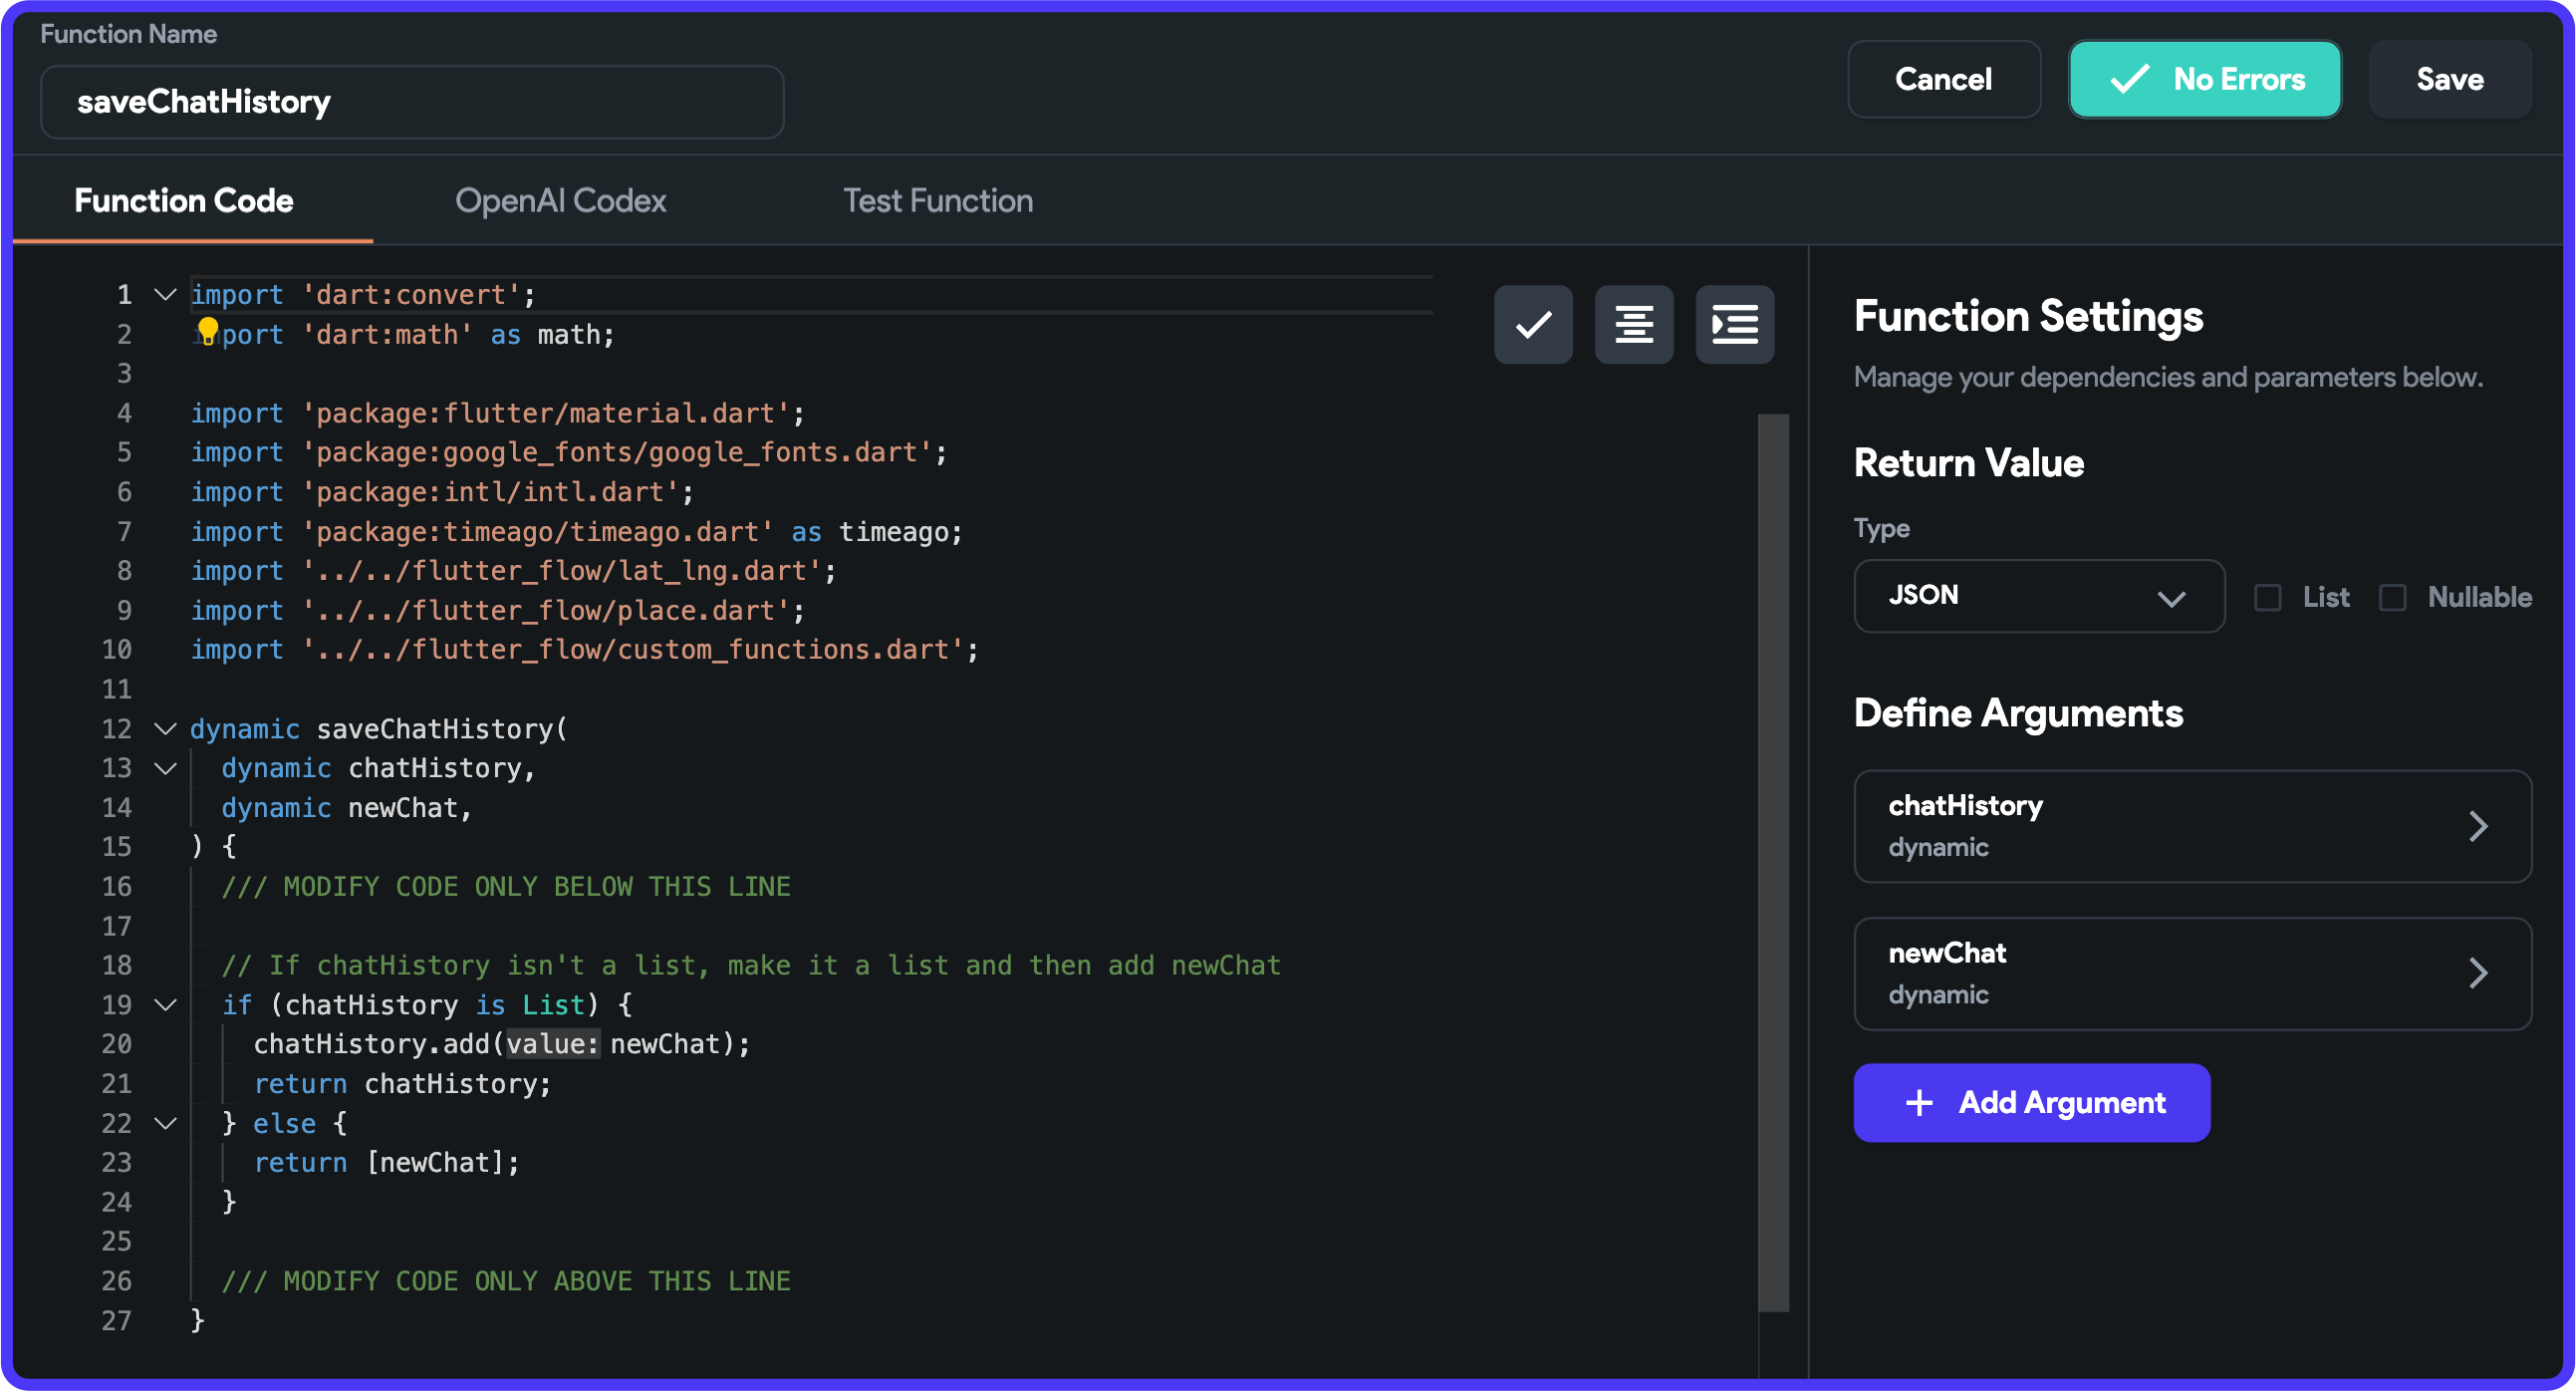 Function Name
saveChatHistory
Cancel
No Errors
Save
Function Code
OpenAI Codex
Test Function
1 import 'dart:convert';
2 import 'dart:math' as math;
3
4 import 'package:flutter/material.dart';
5 import 'package:google_fonts/google_fonts.dart';
6 import 'package:intl/intl.dart';
7 import 'package:timeago/timeago.dart' as timeago;
8 import '../../flutter_flow/lat_lng.dart';
9 import '../../flutter_flow/place.dart';
10 import '../../flutter_flow/custom_functions.dart';
11
12 dynamic saveChatHistory(
13   dynamic chatHistory,
14   dynamic newChat,
15 ) {
16   /// MODIFY CODE ONLY BELOW THIS LINE
17
18   // If chatHistory isn't a list, make it a list and then add newChat
19   if (chatHistory is List) {
20     chatHistory.add(value: newChat);
21     return chatHistory;
22   } else {
23     return [newChat];
24   }
25
26   /// MODIFY CODE ONLY ABOVE THIS LINE
27 }
Function Settings
Manage your dependencies and parameters below.
Return Value
Type
JSON
List
Nullable
Define Arguments
chatHistory
dynamic
newChat
dynamic
+ Add Argument